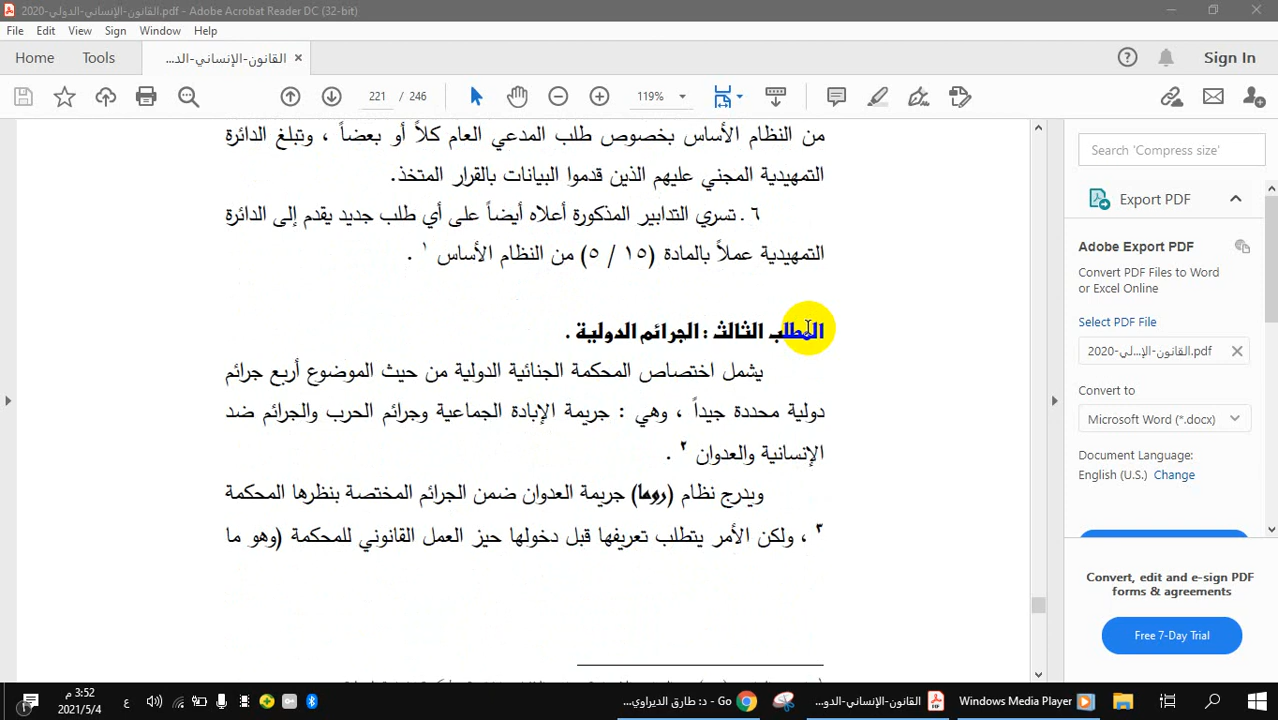 القانون-الإنساني-الدولي-2020.pdf - Adobe Acrobat Reader DC (32-bit)
File Edit View Sign Window Help
Home Tools القانون-الإنساني-الد... × Sign In
221 / 246 119%
من النظام الأساس بخصوص طلب المدعي العام كلاً أو بعضاً ، وتبلغ الدائرة
التمهيدية المجني عليهم الذين قدموا البيانات بالقرار المتخذ.
٦ . تسري التدابير المذكورة أعلاه أيضاً على أي طلب جديد يقدم إلى الدائرة
التمهيدية عملاً بالمادة (١٥ / ٥) من النظام الأساس ١ .
المطلب الثالث : الجرائم الدولية .
يشمل اختصاص المحكمة الجنائية الدولية من حيث الموضوع أربع جرائم
دولية محددة جيداً ، وهي : جريمة الإبادة الجماعية وجرائم الحرب والجرائم ضد
الإنسانية والعدوان ٢ .
ويدرج نظام (روما) جريمة العدوان ضمن الجرائم المختصة بنظرها المحكمة
٣ ، ولكن الأمر يتطلب تعريفها قبل دخولها حيز العمل القانوني للمحكمة (وهو ما
Search 'Compress size'
Export PDF
Adobe Export PDF
Convert PDF Files to Word
or Excel Online
Select PDF File
القانون-الإ...لي-2020.pdf
Convert to
Microsoft Word (*.docx)
Document Language:
English (U.S.) Change
Convert, edit and e-sign PDF
forms & agreements
Free 7-Day Trial
3:52 م
2021/5/4
ع
Go - د: طارق الديراوي...
القانون-الإنساني-الدو...
Windows Media Player